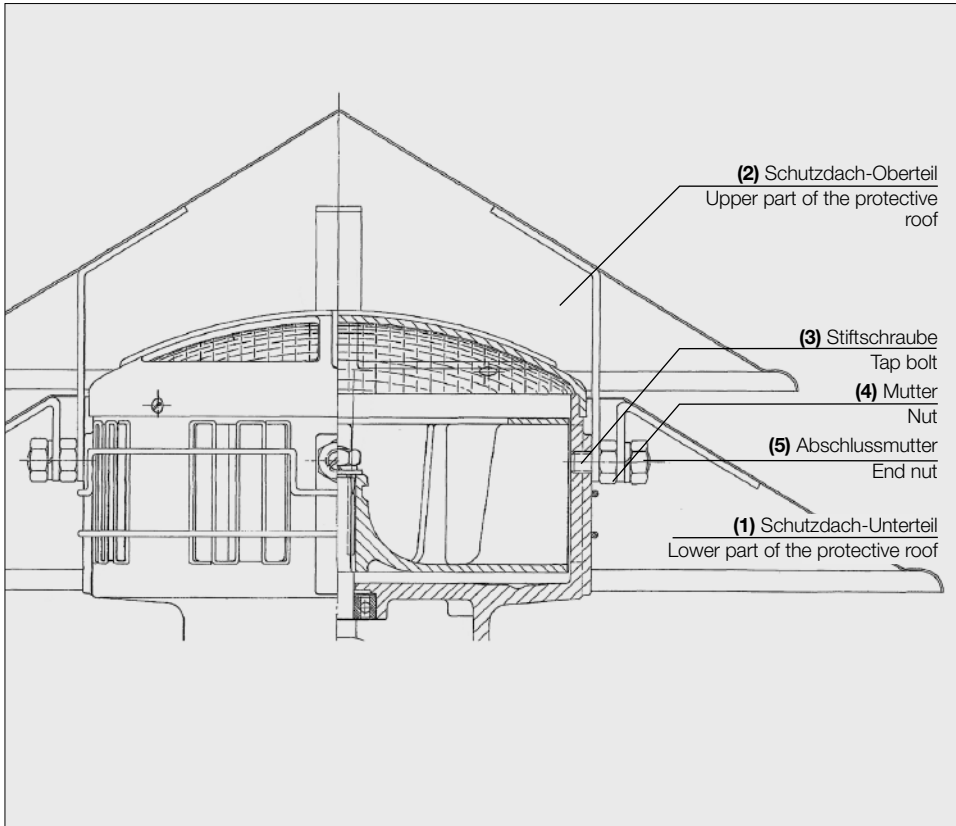 (2) Schutzdach-Oberteil
Upper part of the protective
roof
(3) Stiftschraube
Tap bolt
(4) Mutter
Nut
(5) Abschlussmutter
End nut
(1) Schutzdach-Unterteil
Lower part of the protective roof